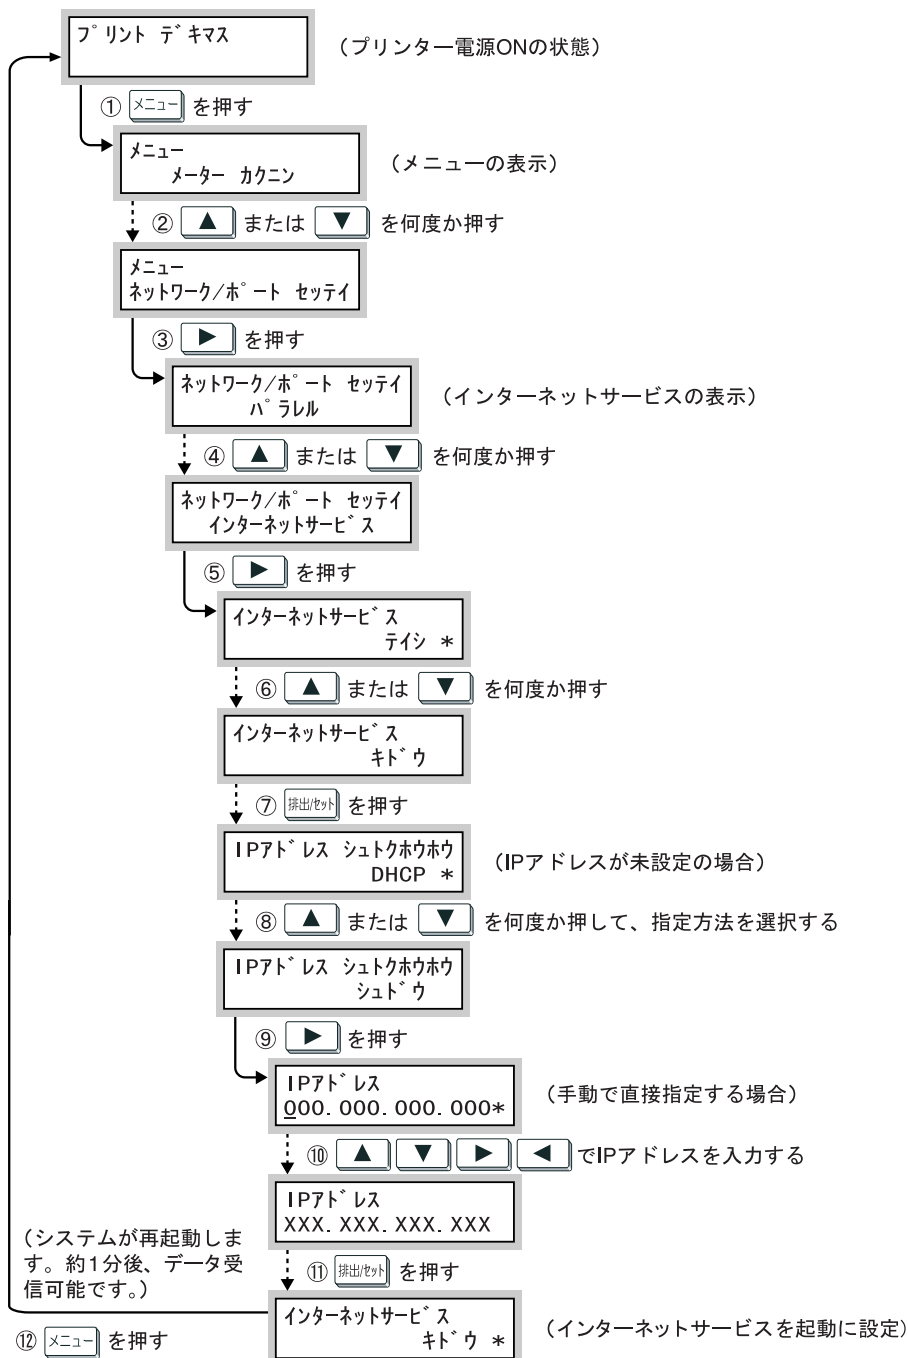 プリント デキマス
（プリンター電源ONの状態）
① メニュー を押す
メニュー
メーター カクニン
（メニューの表示）
② ▲ または ▼ を何度か押す
メニュー
ネットワーク/ポート セッテイ
③ ▶ を押す
ネットワーク/ポート セッテイ
パラレル
（インターネットサービスの表示）
④ ▲ または ▼ を何度か押す
ネットワーク/ポート セッテイ
インターネットサービス
⑤ ▶ を押す
インターネットサービス
テイシ *
⑥ ▲ または ▼ を何度か押す
インターネットサービス
キドウ
⑦ 排出/セット を押す
IPアドレス シュトクホウホウ
DHCP *
（IPアドレスが未設定の場合）
⑧ ▲ または ▼ を何度か押して、指定方法を選択する
IPアドレス シュトクホウホウ
シュドウ
⑨ ▶ を押す
IPアドレス
000.000.000.000*
（手動で直接指定する場合）
⑩ ▲ ▼ ▶ ◀ でIPアドレスを入力する
IPアドレス
XXX.XXX.XXX.XXX
（システムが再起動しま
す。約1分後、データ受
信可能です。）
⑪ 排出/セット を押す
インターネットサービス
キドウ *
（インターネットサービスを起動に設定）
⑫ メニュー を押す